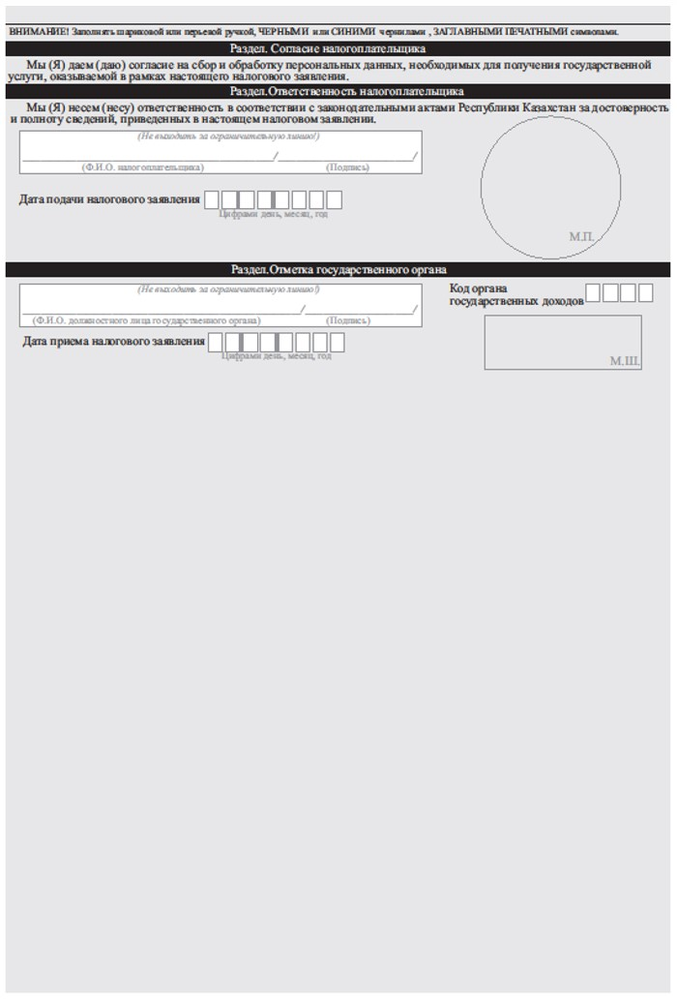 ВНИМАНИЕ! Заполнять шариковой или перьевой ручкой, ЧЕРНЫМИ или СИНИМИ чернилами , ЗАГЛАВНЫМИ ПЕЧАТНЫМИ символами.
Раздел. Согласие налогоплательщика
Мы (Я) даем (даю) согласие на сбор и обработку персональных данных, необходимых для получения государственной
услуги, оказываемой в рамках настоящего налогового заявления.
Раздел.Ответственность налогоплательщика
Мы (Я) несем (несу) ответственность в соответствии с законодательными актами Республики Казахстан за достоверность
и полноту сведений, приведенных в настоящем налоговом заявлении.
(Не выходить за ограничительную линию!)
/ /
(Ф.И.О. налогоплательщика) (Подпись)
Дата подачи налогового заявления
Цифрами день, месяц, год
М.П.
Раздел.Отметка государственного органа
(Не выходить за ограничительную линию!)
/ /
(Ф.И.О. должностного лица государственного органа) (Подпись)
Код органа
государственных доходов
Дата приема налогового заявления
Цифрами день, месяц, год
М.Ш.